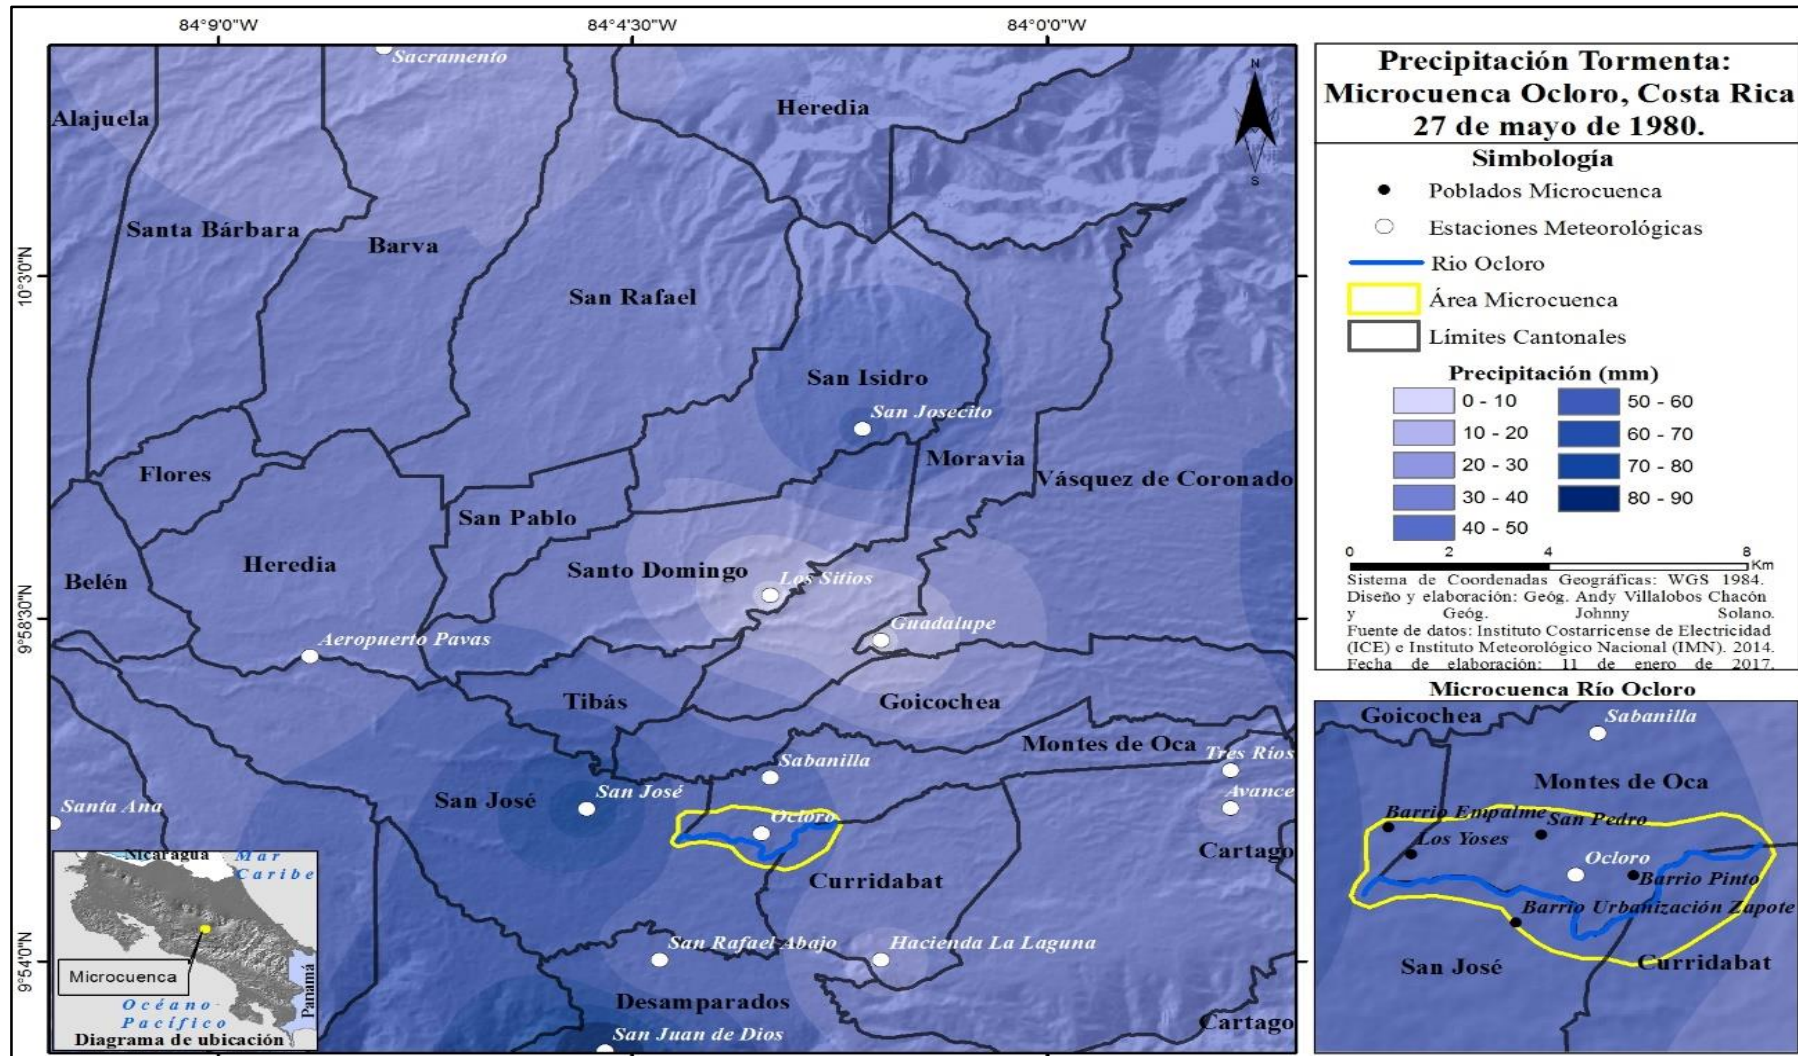 84°9'0"W
84°4'30"W
84°0'0"W
10°3'0"N
9°58'30"N
9°54'0"N
Sacramento
Alajuela
Heredia
Santa Bárbara
Barva
San Rafael
San Isidro
San Josecito
Moravia
Flores
Vásquez de Coronado
San Pablo
Heredia
Santo Domingo
Belén
Los Sitios
Guadalupe
Aeropuerto Pavas
Tibás
Goicochea
Montes de Oca
Tres Ríos
Sabanilla
San José
San José
Avance
Santa Ana
Ocloro
Cartago
Curridabat
San Rafael Abajo
Hacienda La Laguna
Desamparados
Cartago
San Juan de Dios
Nicaragua
Mar
Caribe
Microcuenca
Panamá
Océano
Pacífico
Diagrama de ubicación
N
S
Precipitación Tormenta:
Microcuenca Ocloro, Costa Rica
27 de mayo de 1980.
Simbología
Poblados Microcuenca
Estaciones Meteorológicas
Rio Ocloro
Área Microcuenca
Límites Cantonales
Precipitación (mm)
0 - 10
10 - 20
20 - 30
30 - 40
40 - 50
50 - 60
60 - 70
70 - 80
80 - 90
0 2 4 8
Km
Sistema de Coordenadas Geográficas: WGS 1984.
Diseño y elaboración: Geóg. Andy Villalobos Chacón
y Geóg. Johnny Solano.
Fuente de datos: Instituto Costarricense de Electricidad
(ICE) e Instituto Meteorológico Nacional (IMN). 2014.
Fecha de elaboración: 11 de enero de 2017.
Microcuenca Río Ocloro
Goicochea
Sabanilla
Montes de Oca
Barrio Empalme
San Pedro
Los Yoses
Ocloro
Barrio Pinto
Barrio Urbanización Zapote
San José
Curridabat